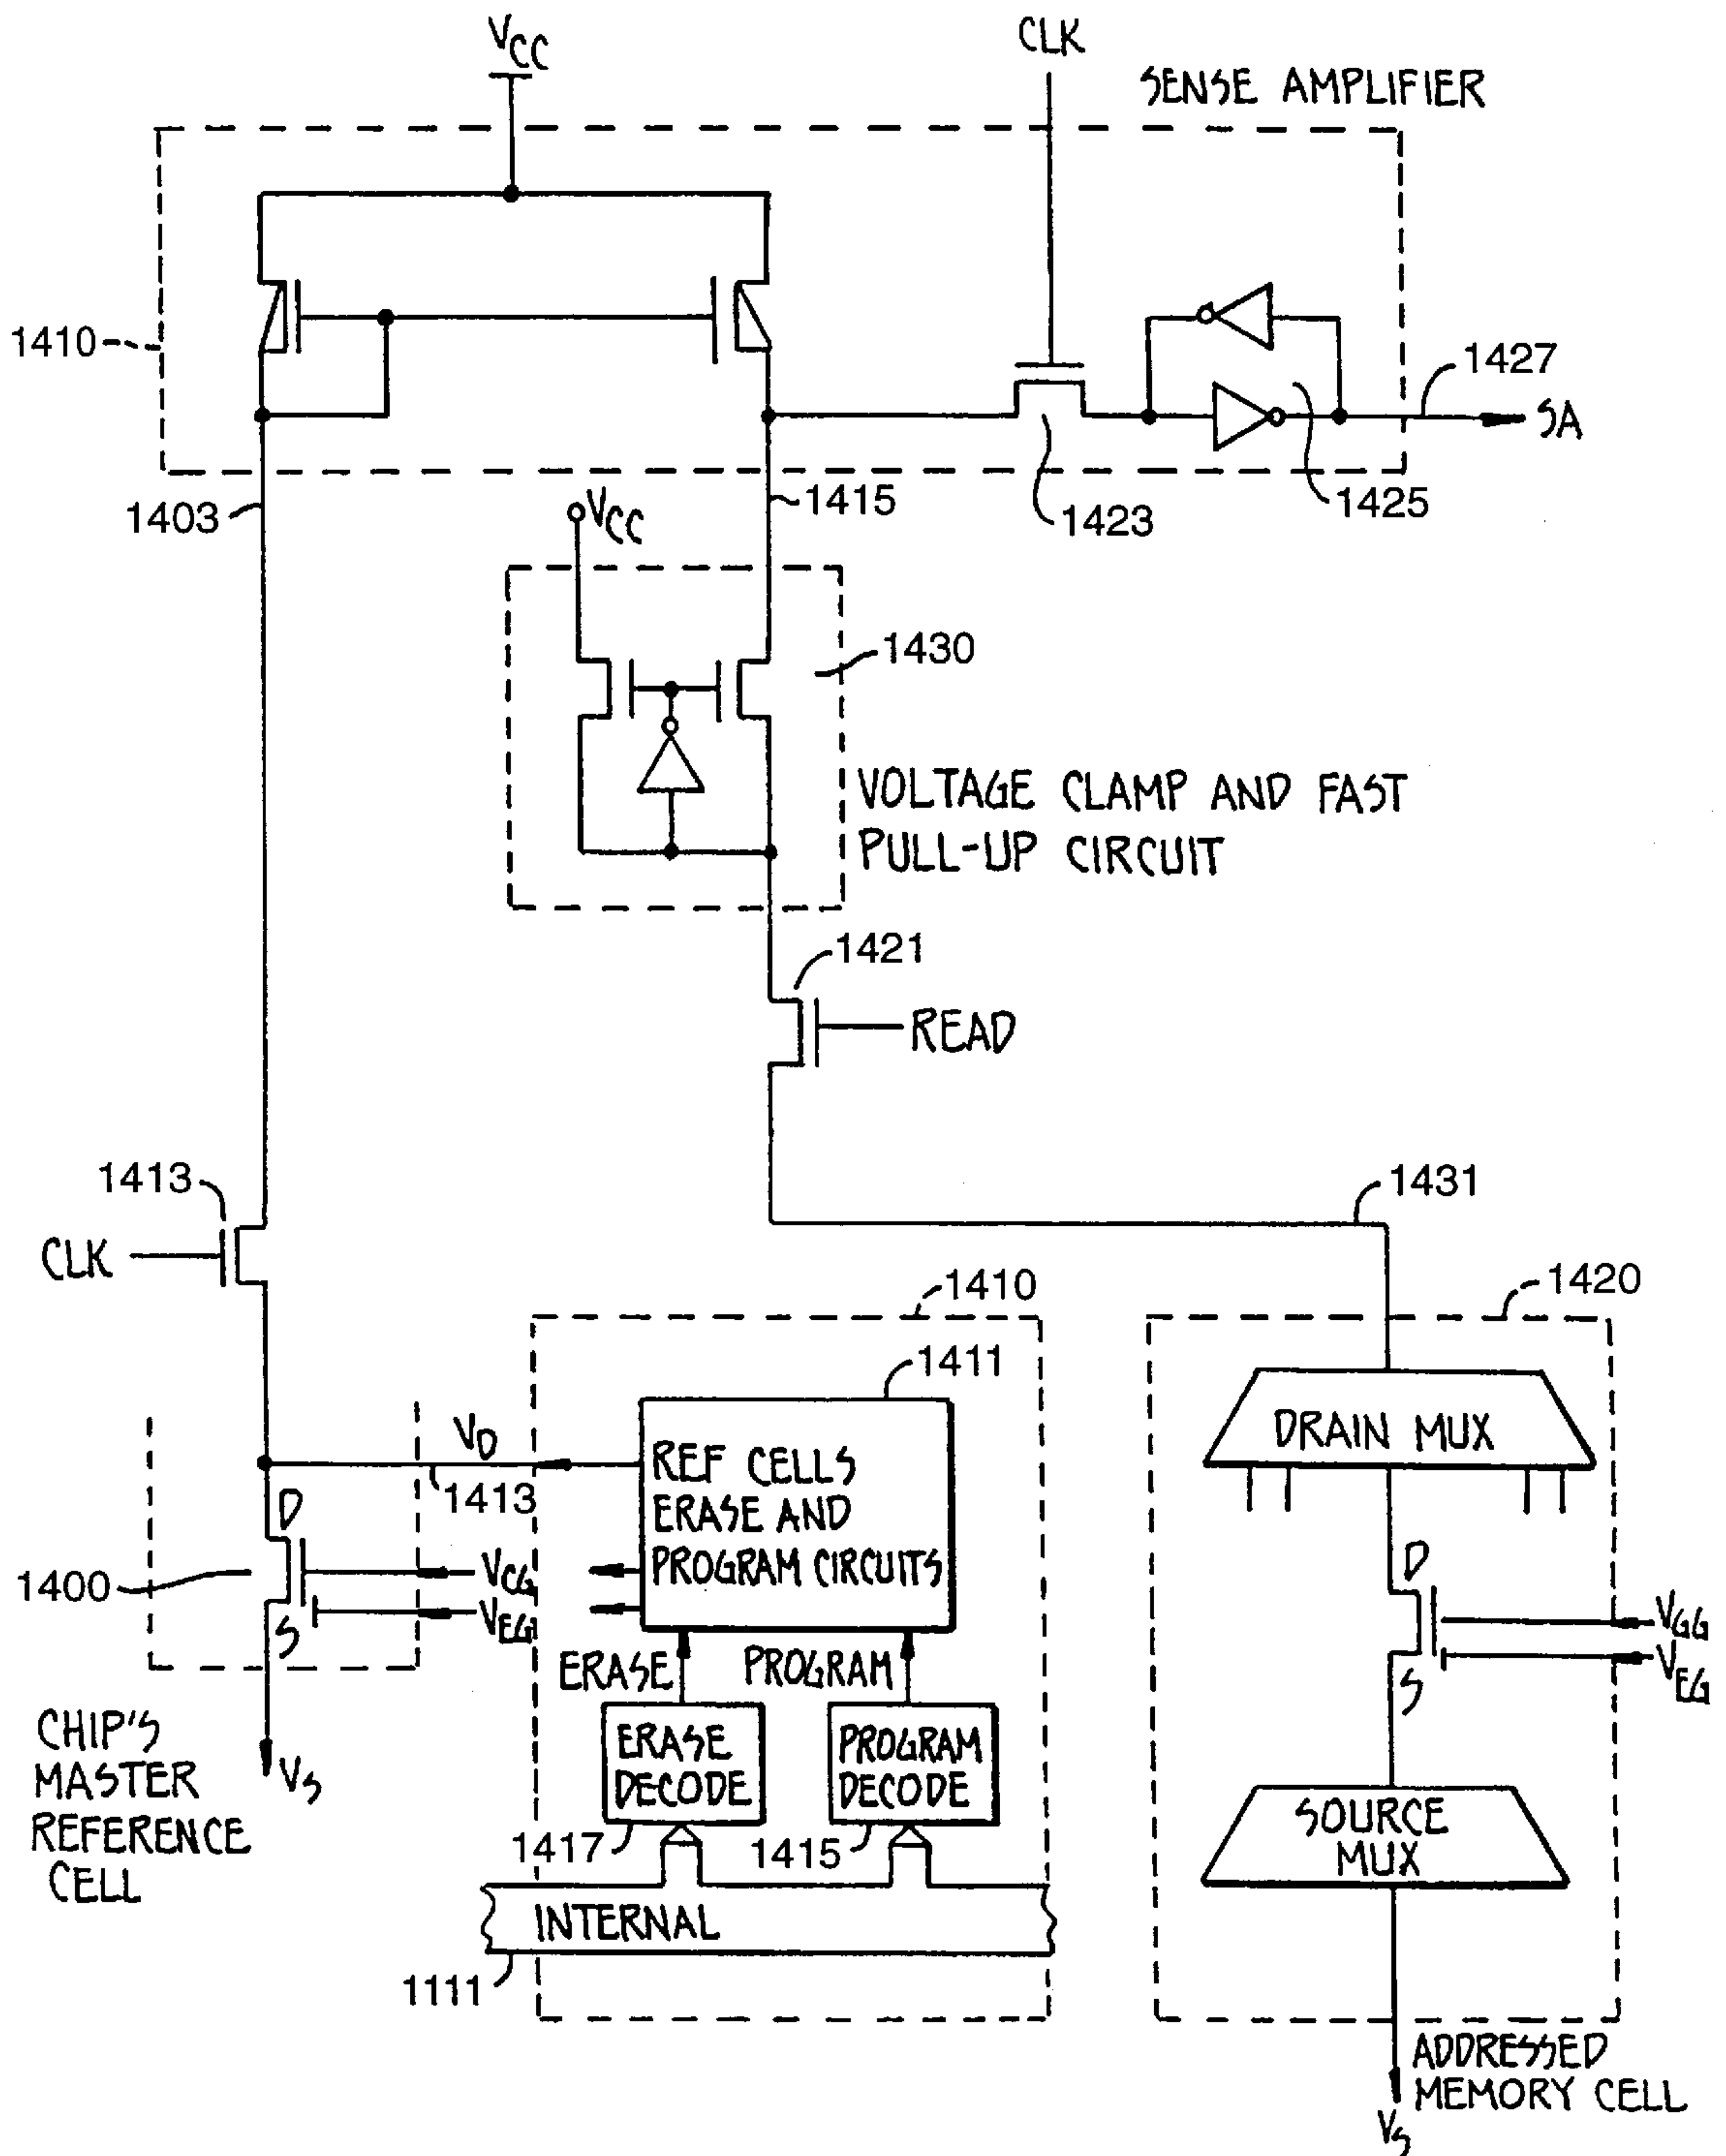 VCC
CLK
SENSE AMPLIFIER
1410
1427
SA
1403
1415
1423
1425
VCC
1430
VOLTAGE CLAMP AND FAST
PULL-UP CIRCUIT
1421
READ
1413
1431
CLK
1410
1420
1411
DRAIN MUX
VD
1413
REF CELLS
ERASE AND
PROGRAM CIRCUITS
D
1400
VCG
VEG
S
D
VGG
VEG
S
ERASE
PROGRAM
CHIP'S
MASTER
REFERENCE
CELL
VS
ERASE
DECODE
PROGRAM
DECODE
1417
1415
SOURCE
MUX
INTERNAL
1111
ADDRESSED
MEMORY CELL
VS